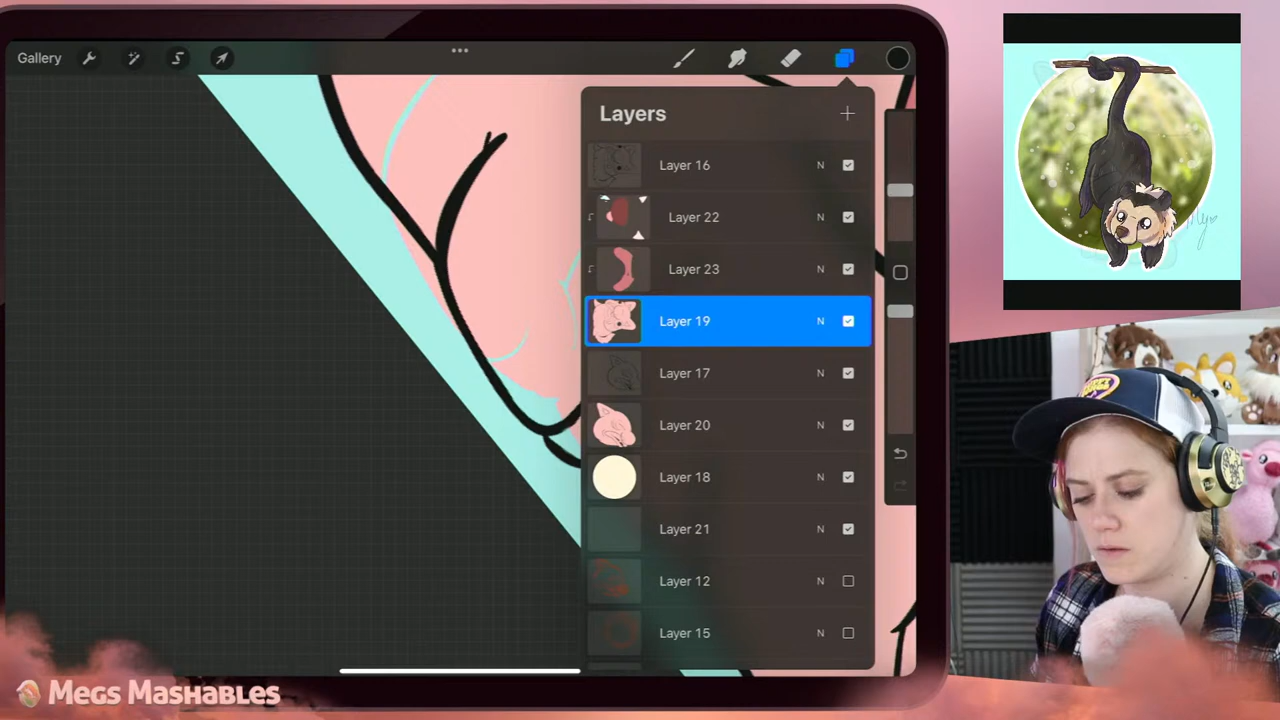 Gallery
Layers
Layer 16 N
Layer 22 N
Layer 23 N
Layer 19 N
Layer 17 N
Layer 20 N
Layer 18 N
Layer 21 N
Layer 12 N
Layer 15 N
Megs Mashables